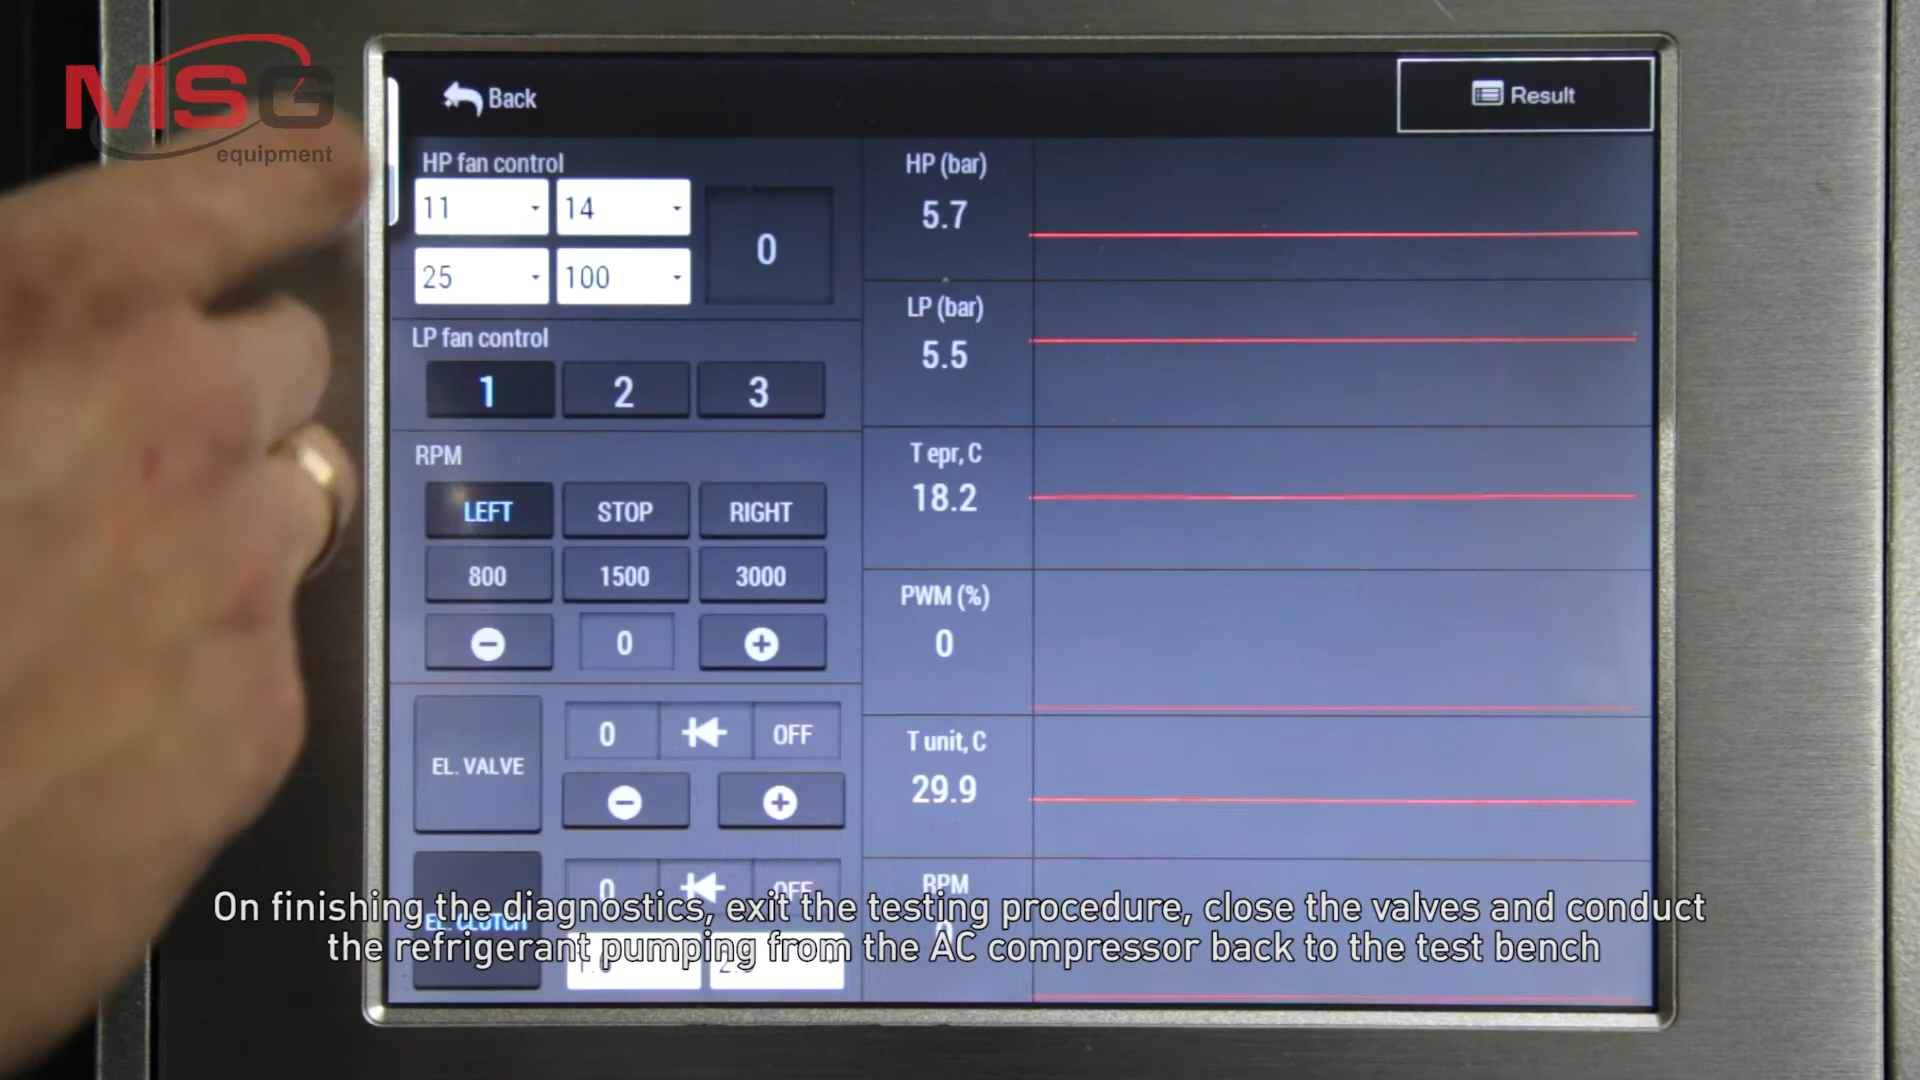 MSG
equipment
Back
Result
HP fan control
11 14
25 100
0
LP fan control
1 2 3
RPM
LEFT STOP RIGHT
800 1500 3000
0
EL. VALVE
0 OFF
EL. CLUTCH
0 OFF
HP (bar)
5.7
LP (bar)
5.5
T epr, C
18.2
PWM (%)
0
T unit, C
29.9
RPM
0
On finishing the diagnostics, exit the testing procedure, close the valves and conduct
the refrigerant pumping from the AC compressor back to the test bench